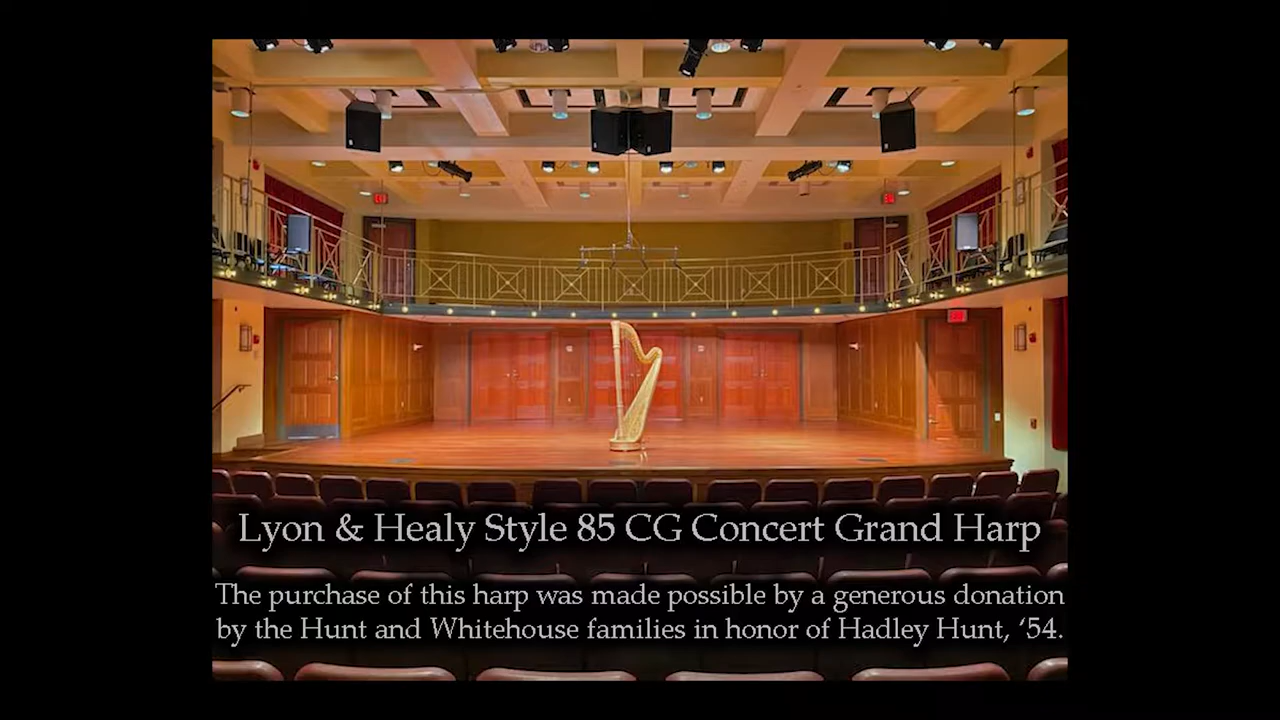 Lyon & Healy Style 85 CG Concert Grand Harp
The purchase of this harp was made possible by a generous donation
by the Hunt and Whitehouse families in honor of Hadley Hunt, ‘54.